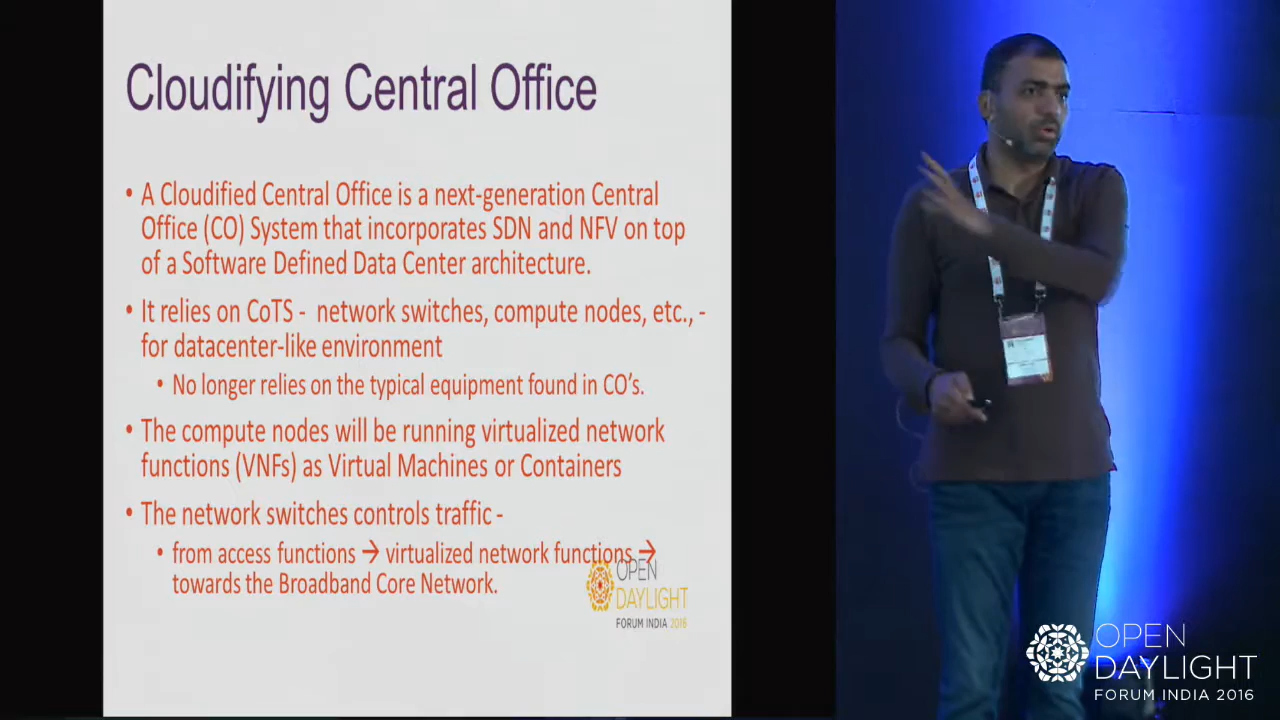 Cloudifying Central Office
• A Cloudified Central Office is a next-generation Central
Office (CO) System that incorporates SDN and NFV on top
of a Software Defined Data Center architecture.
• It relies on CoTS - network switches, compute nodes, etc., -
for datacenter-like environment
• No longer relies on the typical equipment found in CO's.
• The compute nodes will be running virtualized network
functions (VNFs) as Virtual Machines or Containers
• The network switches controls traffic -
• from access functions → virtualized network functions →
towards the Broadband Core Network.
OPEN
DAYLIGHT
FORUM INDIA 2016
OPEN
DAYLIGHT
FORUM INDIA 2016